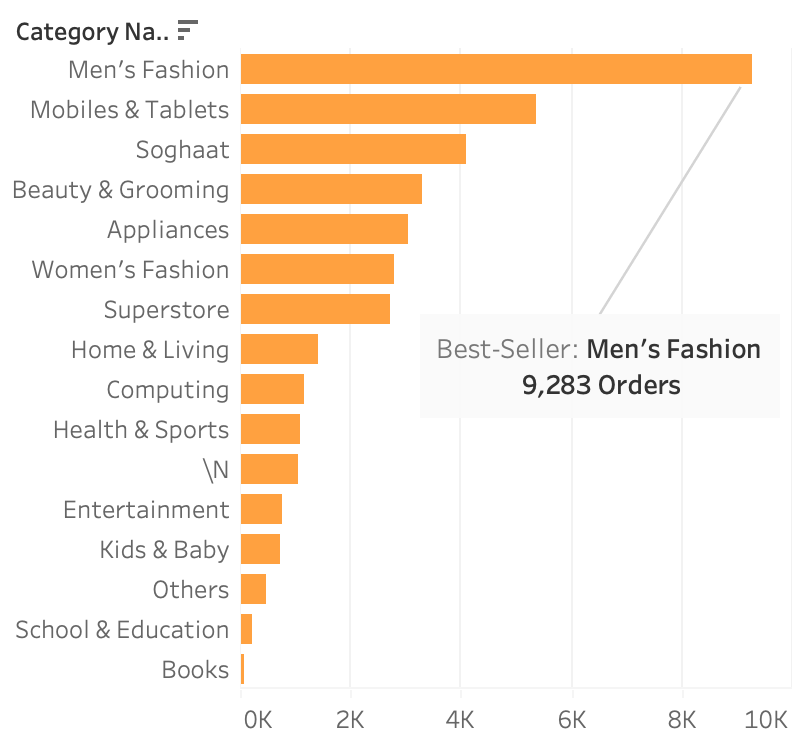 Category Na..
Men's Fashion
Mobiles & Tablets
Soghaat
Beauty & Grooming
Appliances
Women's Fashion
Superstore
Home & Living
Computing
Health & Sports
\N
Entertainment
Kids & Baby
Others
School & Education
Books
Best-Seller: Men's Fashion
9,283 Orders
0K 2K 4K 6K 8K 10K